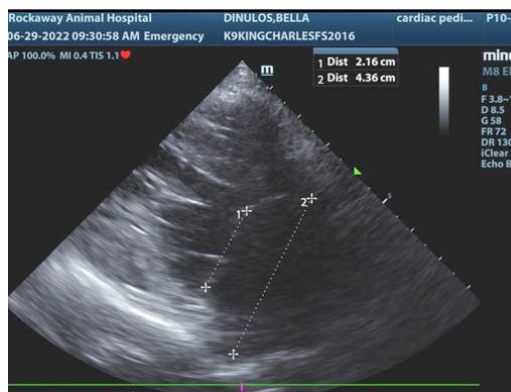 Rockaway Animal Hospital DINULOS,BELLA cardiac pedi... P10-
06-29-2022 09:30:58 AM Emergency K9KINGCHARLESFS2016
AP 100.0% MI 0.4 TIS 1.1
m
1 Dist 2.16 cm
2 Dist 4.36 cm
B
D 8.5
G 58
FR 72
DR 130
iClear
Echo B
1
2
5